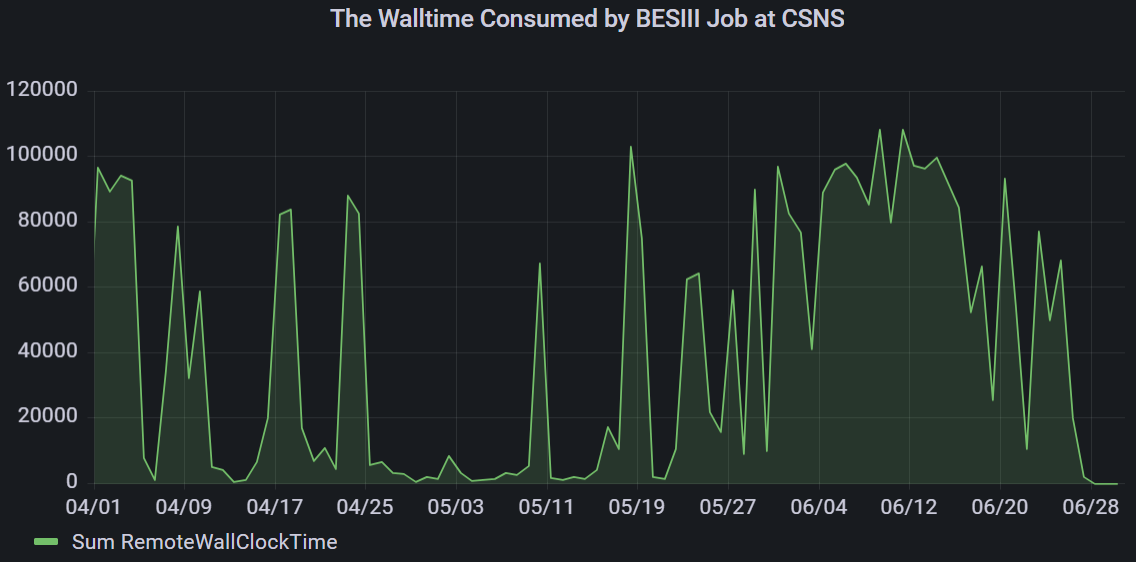 The Walltime Consumed by BESIII Job at CSNS
120000
100000
80000
60000
40000
20000
0
04/01 04/09 04/17 04/25 05/03 05/11 05/19 05/27 06/04 06/12 06/20 06/28
Sum RemoteWallClockTime